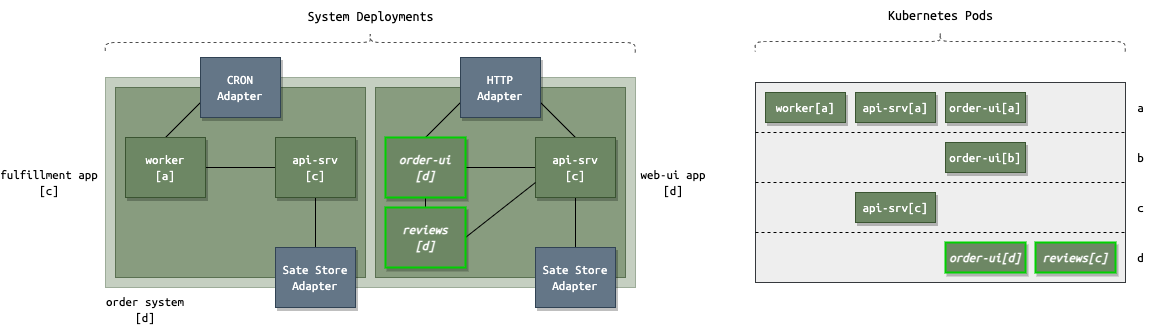 System Deployments
Kubernetes Pods
CRON
Adapter
HTTP
Adapter
worker
[a]
api-srv
[c]
order-ui
[d]
api-srv
[c]
reviews
[d]
fulfillment app
[c]
web-ui app
[d]
Sate Store
Adapter
Sate Store
Adapter
order system
[d]
worker[a] api-srv[a] order-ui[a] a
order-ui[b] b
api-srv[c] c
order-ui[d] reviews[c] d